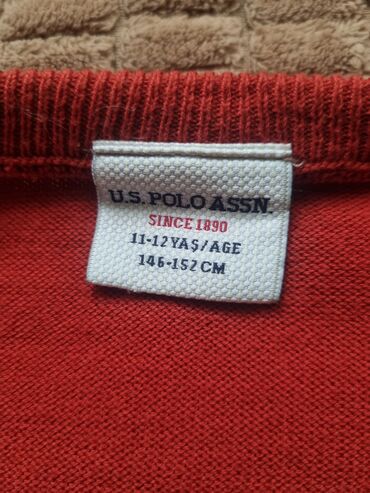 U.S. POLO ASSN.
SINCE 1890
11-12 YAŞ/AGE
146-152 CM